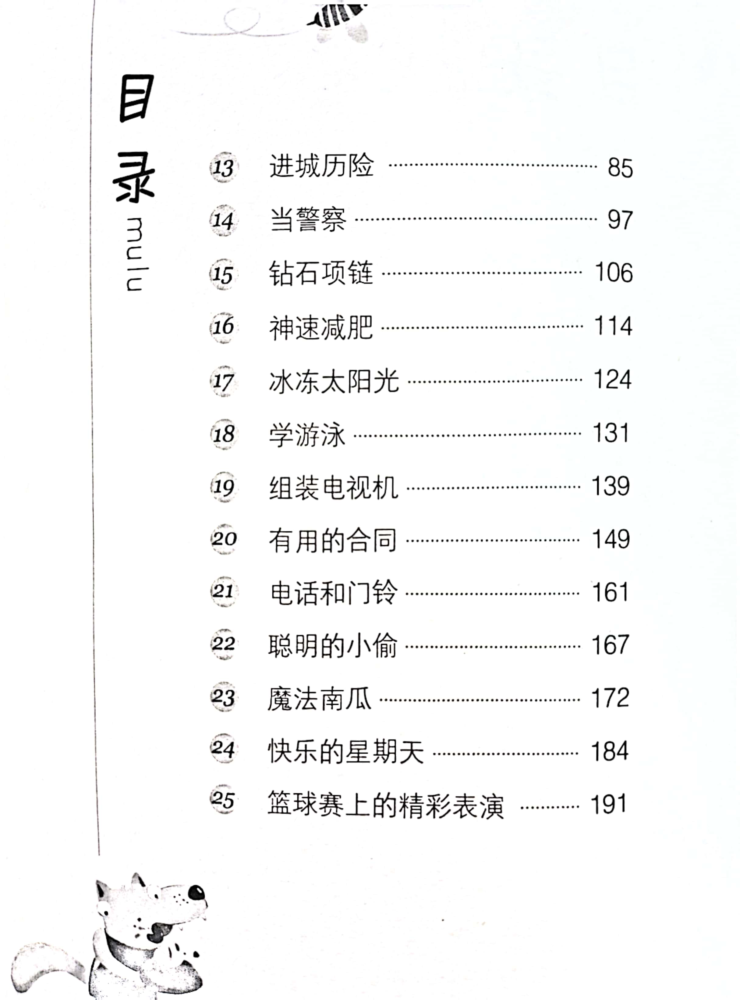 目录
mulu
13 进城历险 ………………………………… 85
14 当警察 ………………………………… 97
15 钻石项链 ………………………………… 106
16 神速减肥 ………………………………… 114
17 冰冻太阳光 ………………………………… 124
18 学游泳 ………………………………… 131
19 组装电视机 ………………………………… 139
20 有用的合同 ………………………………… 149
21 电话和门铃 ………………………………… 161
22 聪明的小偷 ………………………………… 167
23 魔法南瓜 ………………………………… 172
24 快乐的星期天 ………………………………… 184
25 篮球赛上的精彩表演 ………… 191